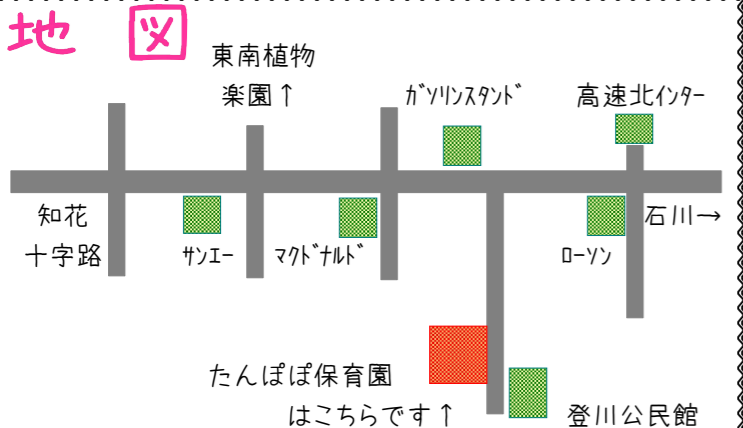 地 図
東南植物
楽園↑
ｶﾞｿﾘﾝｽﾀﾝﾄﾞ
高速北ｲﾝﾀｰ
知花
十字路
ｻﾝｴｰ
ﾏｸﾄﾞﾅﾙﾄﾞ
ﾛｰｿﾝ
石川→
たんぽぽ保育園
はこちらです↑
登川公民館